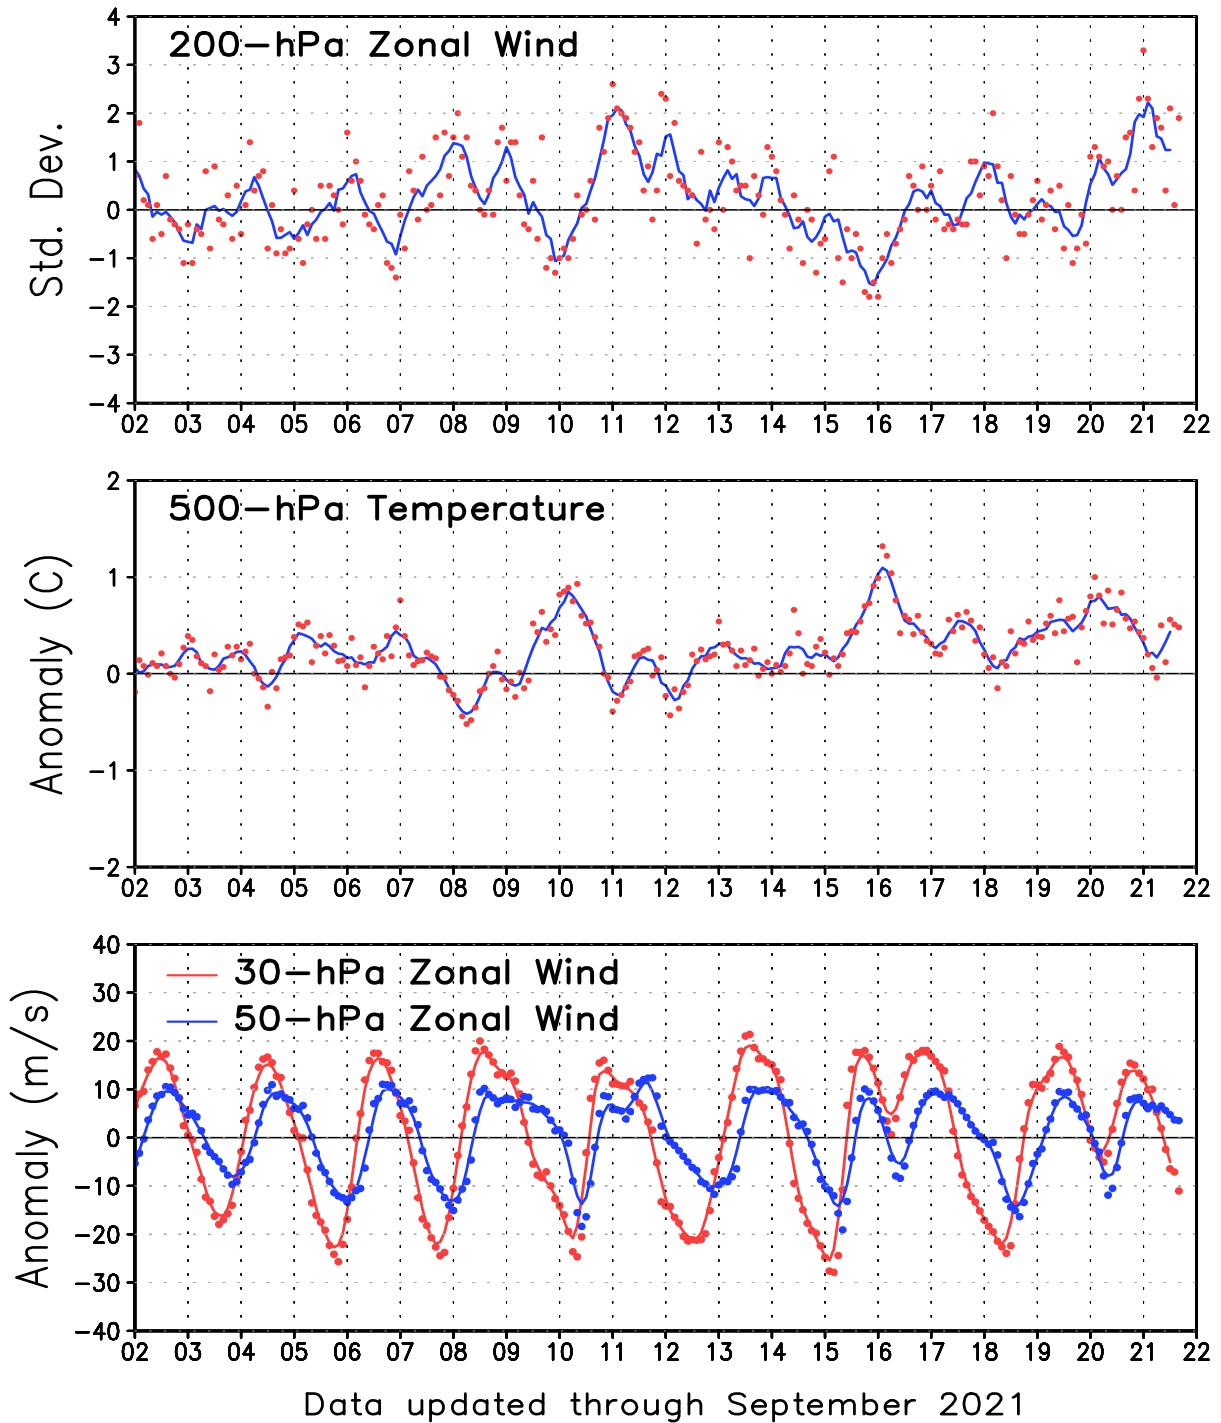 4
200-hPa Zonal Wind
3
2
1
0
-1
-2
-3
-4
Std. Dev.
02 03 04 05 06 07 08 09 10 11 12 13 14 15 16 17 18 19 20 21 22
2
500-hPa Temperature
1
0
-1
-2
Anomaly (C)
02 03 04 05 06 07 08 09 10 11 12 13 14 15 16 17 18 19 20 21 22
40
30-hPa Zonal Wind
30
50-hPa Zonal Wind
20
10
0
-10
-20
-30
-40
Anomaly (m/s)
02 03 04 05 06 07 08 09 10 11 12 13 14 15 16 17 18 19 20 21 22
Data updated through September 2021